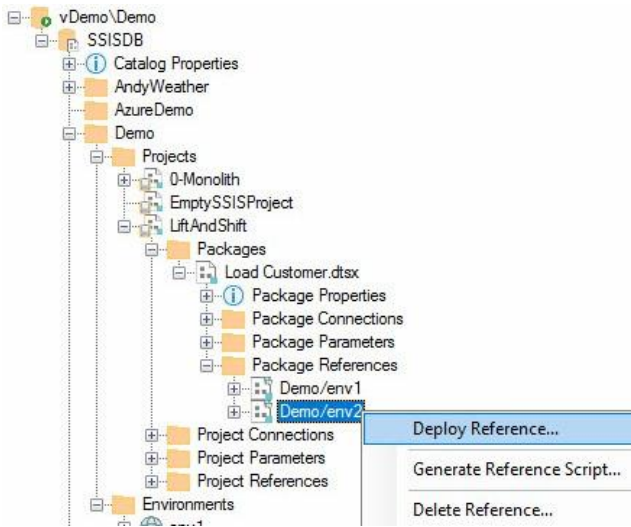 vDemo\Demo
SSISDB
Catalog Properties
AndyWeather
AzureDemo
Demo
Projects
0-Monolith
EmptySSISProject
LiftAndShift
Packages
Load Customer.dtsx
Package Properties
Package Connections
Package Parameters
Package References
Demo/env1
Demo/env2
Deploy Reference...
Project Connections
Generate Reference Script...
Project Parameters
Project References
Delete Reference...
Environments
env1